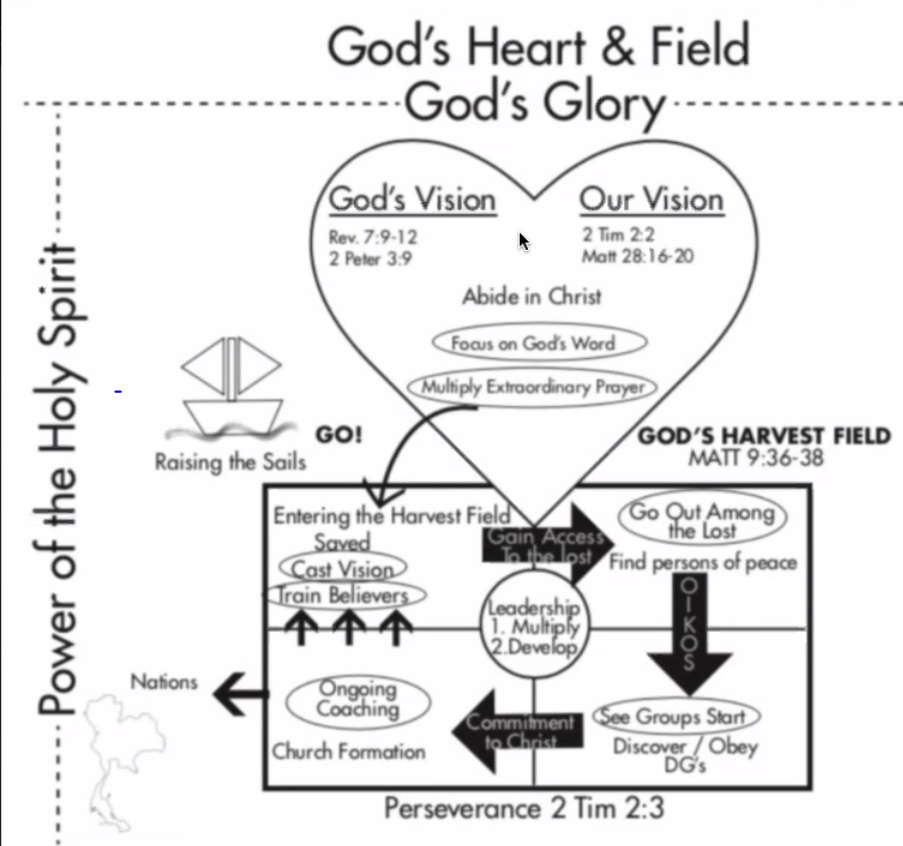 God's Heart & Field
God's Glory
God's Vision
Rev. 7:9-12
2 Peter 3:9
Our Vision
2 Tim 2:2
Matt 28:16-20
Abide in Christ
Focus on God's Word
Multiply Extraordinary Prayer
Power of the Holy Spirit
Raising the Sails
GO!
GOD'S HARVEST FIELD
MATT 9:36-38
Entering the Harvest Field
Saved
Cast Vision
Train Believers
Gain Access
To the lost
Go Out Among
the Lost
Find persons of peace
OIKOS
Leadership
1. Multiply
2.Develop
Nations
Ongoing
Coaching
Church Formation
Commitment
to Christ
See Groups Start
Discover / Obey
DG's
Perseverance 2 Tim 2:3